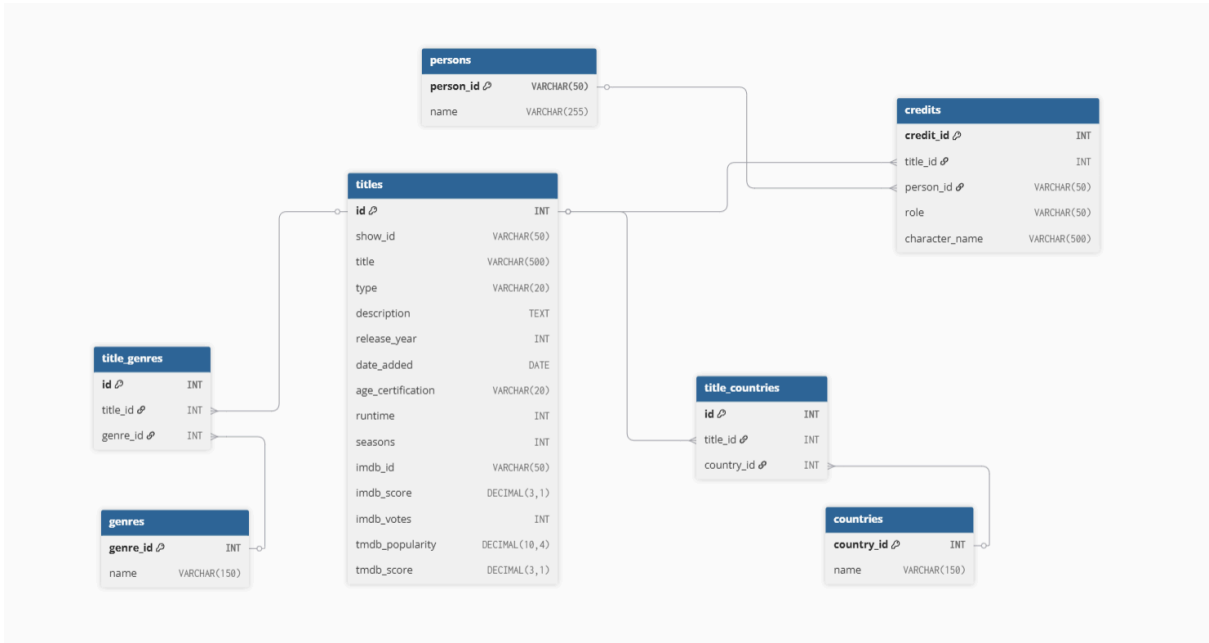 persons
person_id VARCHAR(50)
name VARCHAR(255)
credits
credit_id INT
title_id INT
person_id VARCHAR(50)
role VARCHAR(50)
character_name VARCHAR(500)
titles
id INT
show_id VARCHAR(50)
title VARCHAR(500)
type VARCHAR(20)
description TEXT
release_year INT
date_added DATE
age_certification VARCHAR(20)
runtime INT
seasons INT
imdb_id VARCHAR(50)
imdb_score DECIMAL(3,1)
imdb_votes INT
tmdb_popularity DECIMAL(10,4)
tmdb_score DECIMAL(3,1)
title_genres
id INT
title_id INT
genre_id INT
title_countries
id INT
title_id INT
country_id INT
genres
genre_id INT
name VARCHAR(150)
countries
country_id INT
name VARCHAR(150)